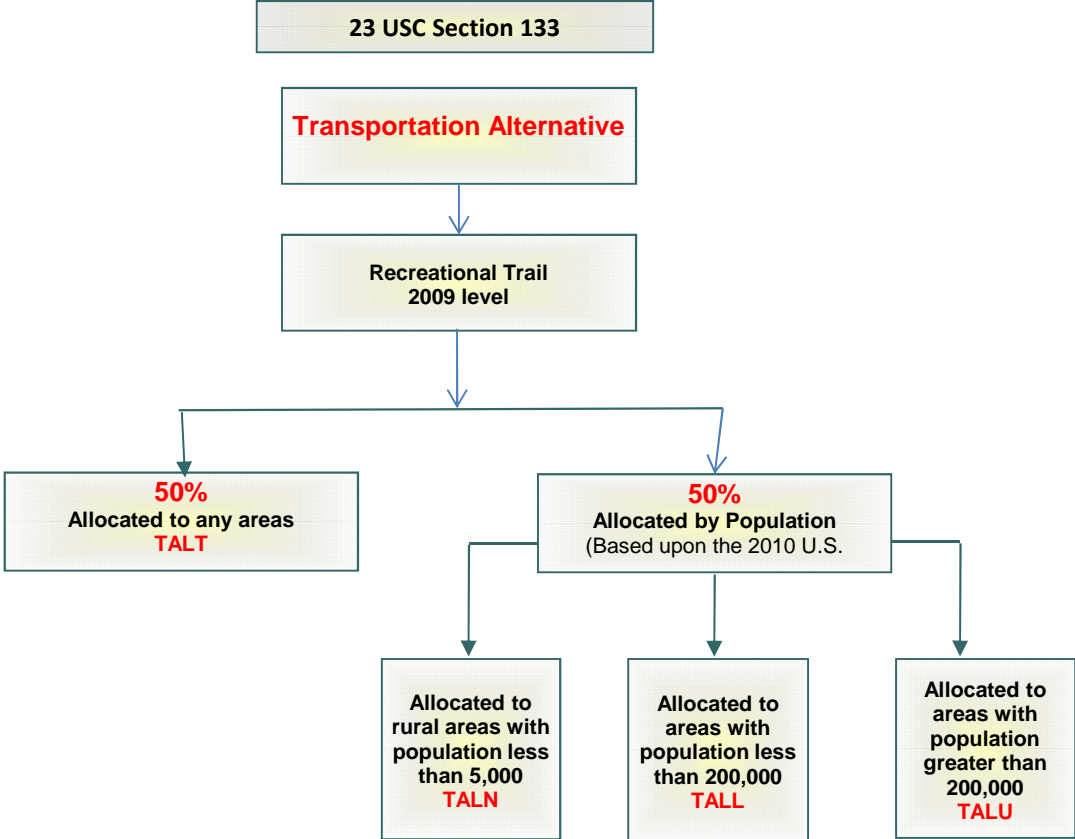 23 USC Section 133
Transportation Alternative
Recreational Trail
2009 level
50%
Allocated to any areas
TALT
50%
Allocated by Population
(Based upon the 2010 U.S.
Allocated to
rural areas with
population less
than 5,000
TALN
Allocated to
areas with
population less
than 200,000
TALL
Allocated to
areas with
population
greater than
200,000
TALU